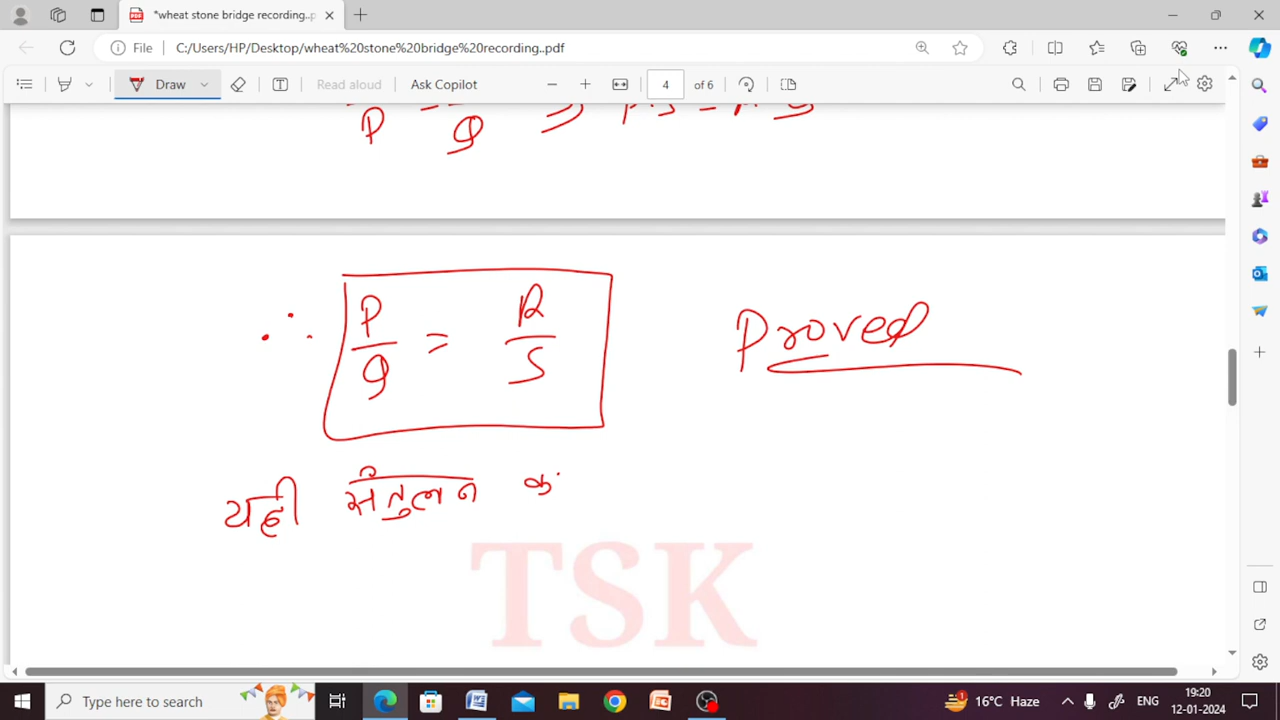 *wheat stone bridge recording..p
File C:/Users/HP/Desktop/wheat%20stone%20bridge%20recording..pdf
Draw Read aloud Ask Copilot 4 of 6
P Q
∴ P/Q = R/S Proved
यही संतुलन क
TSK
Type here to search 16°C Haze ENG 19:20
12-01-2024